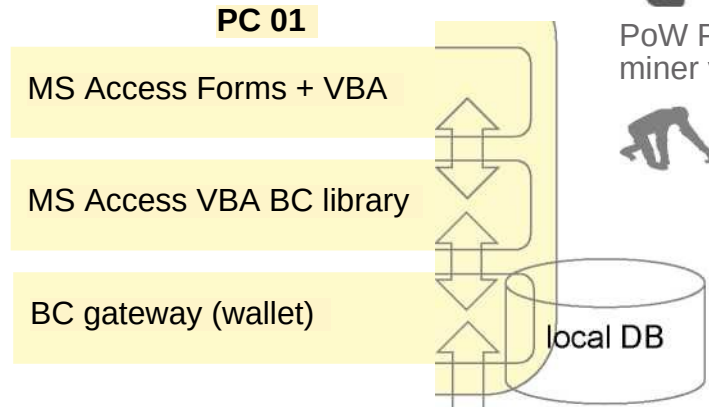 PC 01
PoW
miner
MS Access Forms + VBA
MS Access VBA BC library
BC gateway (wallet)
local DB